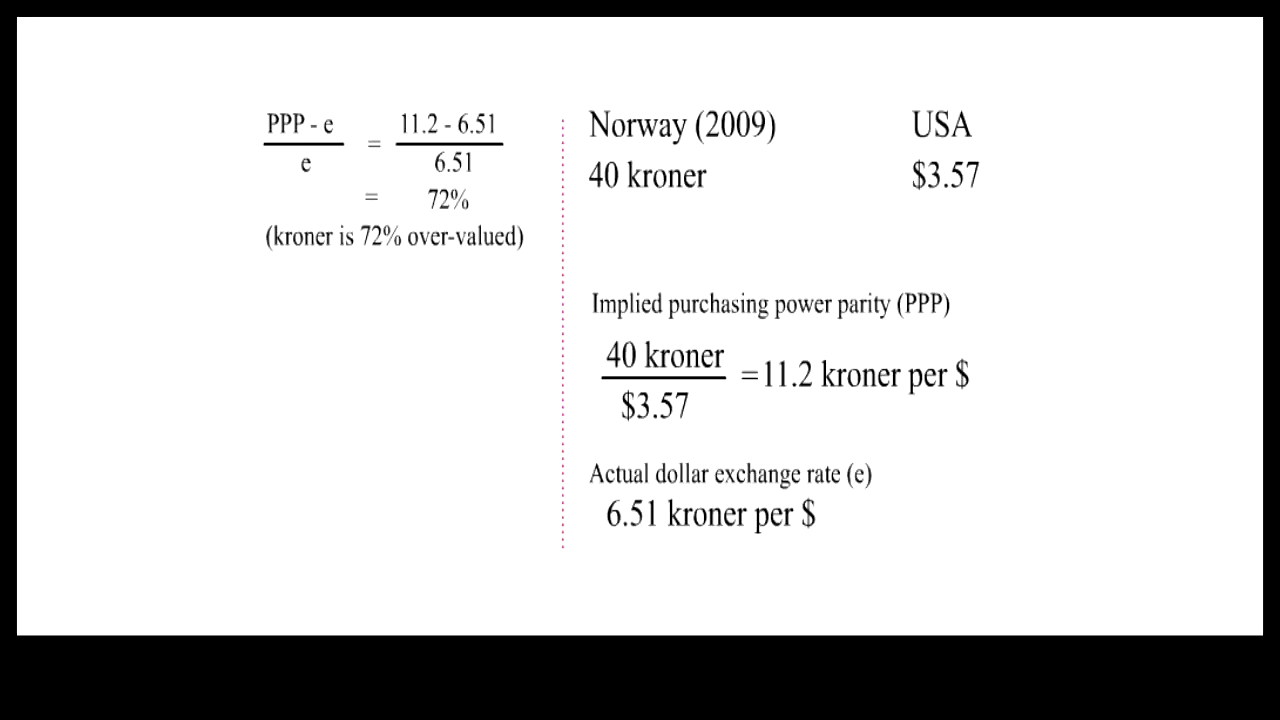 PPP - e = 11.2 - 6.51
e 6.51
= 72%
(kroner is 72% over-valued)
Norway (2009) USA
40 kroner $3.57
Implied purchasing power parity (PPP)
40 kroner =11.2 kroner per $
$3.57
Actual dollar exchange rate (e)
6.51 kroner per $